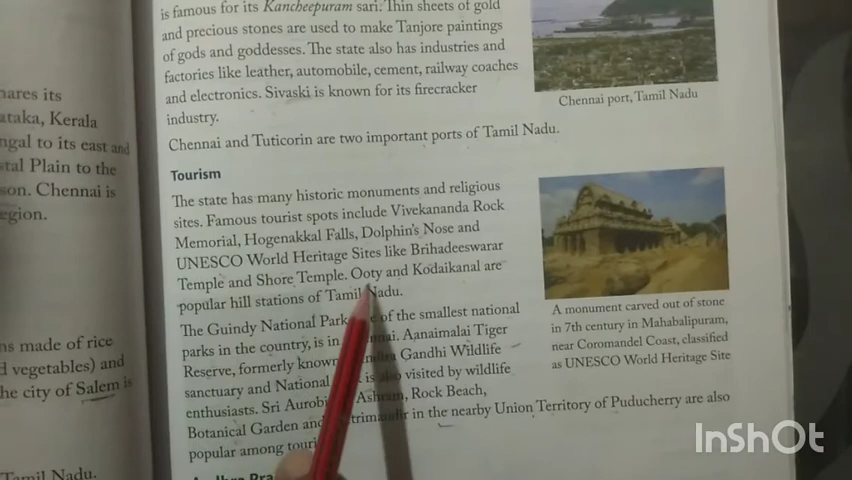 nares its
ataka, Kerala
ngal to its east and
stal Plain to the
son. Chennai is
egion.
ns made of rice
d vegetables) and
he city of Salem is
Tamil Nadu.
is famous for its Kancheepuram sari. Thin sheets of gold
and precious stones are used to make Tanjore paintings
of gods and goddesses. The state also has industries and
factories like leather, automobile, cement, railway coaches
and electronics. Sivaski is known for its firecracker
industry.
Chennai and Tuticorin are two important ports of Tamil Nadu.
Chennai port, Tamil Nadu
Tourism
The state has many historic monuments and religious
sites. Famous tourist spots include Vivekananda Rock
Memorial, Hogenakkal Falls, Dolphin's Nose and
UNESCO World Heritage Sites like Brihadeeswarar
Temple and Shore Temple. Ooty and Kodaikanal are
popular hill stations of Tamil Nadu.
A monument carved out of stone
in 7th century in Mahabalipuram,
near Coromandel Coast, classified
as UNESCO World Heritage Site
The Guindy National Park of the smallest national
parks in the country, is in Aanaimalai Tiger
Reserve, formerly known Gandhi Wildlife
sanctuary and National is also visited by wildlife
enthusiasts. Sri Ashram, Rock Beach,
Botanical Garden and in the nearby Union Territory of Puducherry are also
popular among
InShOt